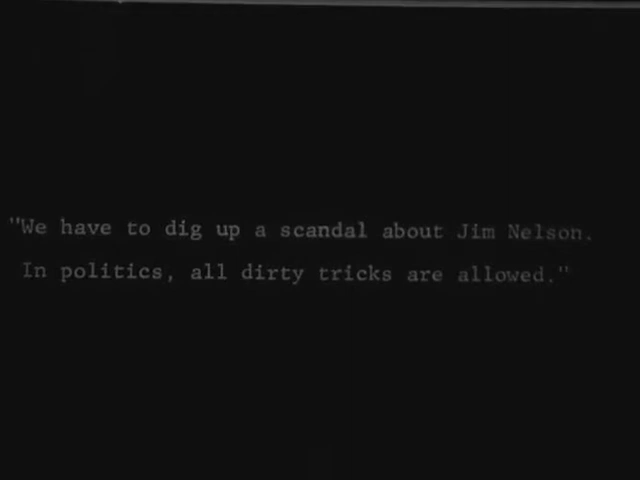 "We have to dig up a scandal about Jim Nelson.
In politics, all dirty tricks are allowed."